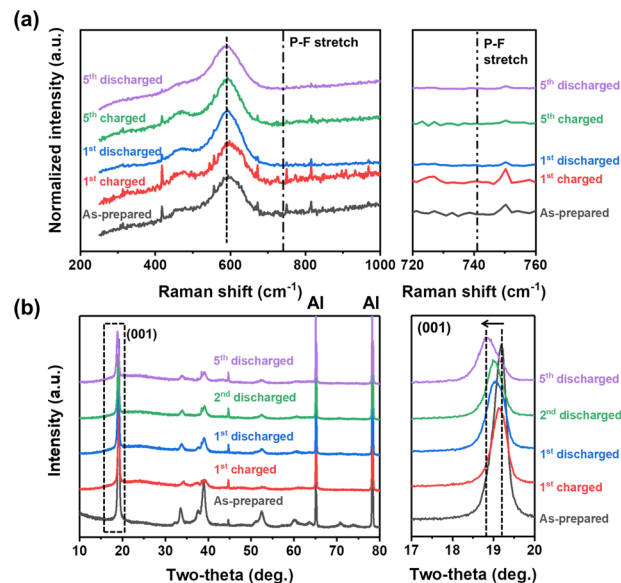 (a)
Normalized intensity (a.u.)
P-F stretch
5th discharged
5th charged
1st discharged
1st charged
As-prepared
200 400 600 800 1000
Raman shift (cm-1)
P-F
stretch
5th discharged
5th charged
1st discharged
1st charged
As-prepared
720 740 760
Raman shift (cm-1)
(b)
Intensity (a.u.)
Al Al
(001)
5th discharged
2nd discharged
1st discharged
1st charged
As-prepared
10 20 30 40 50 60 70 80
Two-theta (deg.)
(001)
5th discharged
2nd discharged
1st discharged
1st charged
As-prepared
17 18 19 20
Two-theta (deg.)